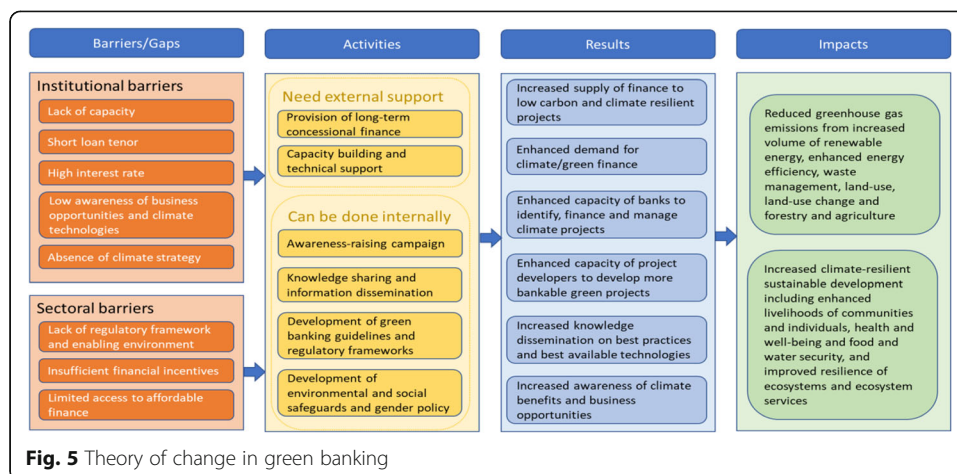 Barriers/Gaps
Institutional barriers
Lack of capacity
Short loan tenor
High interest rate
Low awareness of business
opportunities and climate
technologies
Absence of climate strategy
Sectoral barriers
Lack of regulatory framework
and enabling environment
Insufficient financial incentives
Limited access to affordable
finance
Activities
Need external support
Provision of long-term
concessional finance
Capacity building and
technical support
Can be done internally
Awareness-raising campaign
Knowledge sharing and
information dissemination
Development of green
banking guidelines and
regulatory frameworks
Development of
environmental and social
safeguards and gender policy
Results
Increased supply of finance to
low carbon and climate resilient
projects
Enhanced demand for
climate/green finance
Enhanced capacity of banks to
identify, finance and manage
climate projects
Enhanced capacity of project
developers to develop more
bankable green projects
Increased knowledge
dissemination on best practices
and best available technologies
Increased awareness of climate
benefits and business
opportunities
Impacts
Reduced greenhouse gas
emissions from increased
volume of renewable
energy, enhanced energy
efficiency, waste
management, land-use,
land-use change and
forestry and agriculture
Increased climate-resilient
sustainable development
including enhanced
livelihoods of communities
and individuals, health and
well-being and food and
water security, and
improved resilience of
ecosystems and ecosystem
services
Fig. 5 Theory of change in green banking